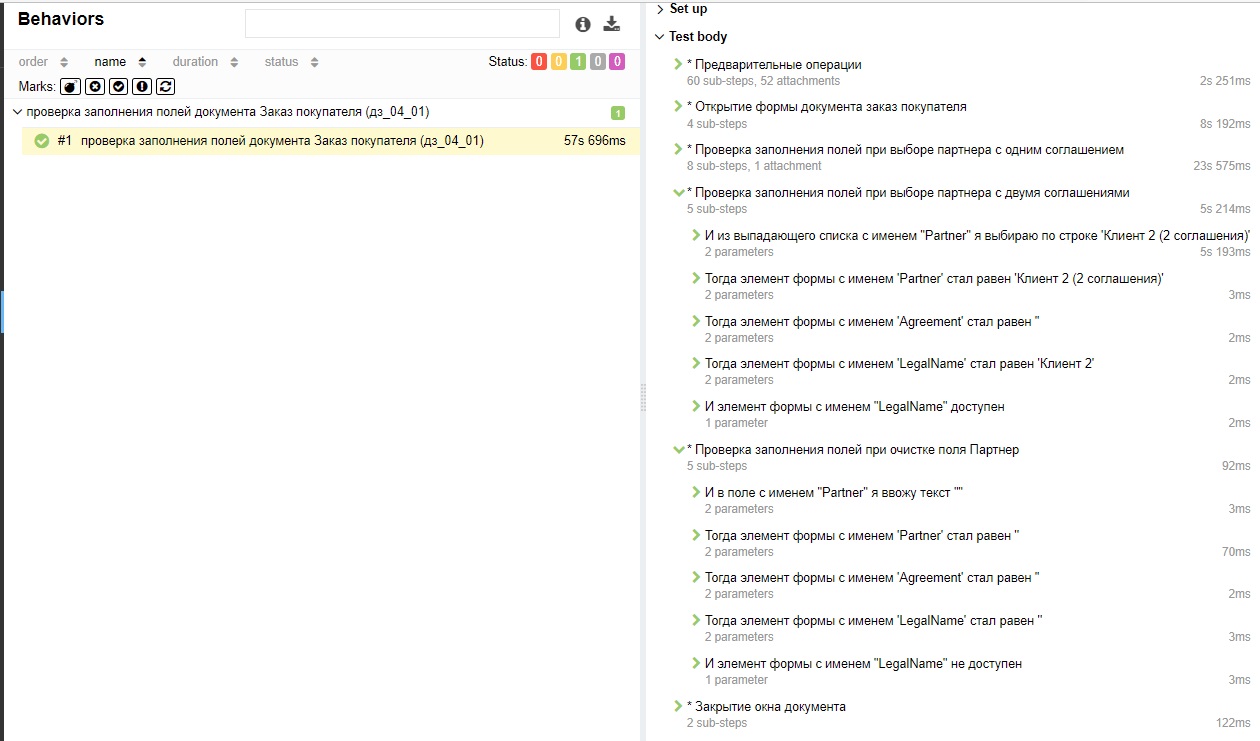 Behaviors
order name duration status Status: 0 0 1 0 0
Marks:
проверка заполнения полей документа Заказ покупателя (дз_04_01) 1
#1 проверка заполнения полей документа Заказ покупателя (дз_04_01) 57s 696ms
Set up
Test body
* Предварительные операции
60 sub-steps, 52 attachments 2s 251ms
* Открытие формы документа заказ покупателя
4 sub-steps 8s 192ms
* Проверка заполнения полей при выборе партнера с одним соглашением
8 sub-steps, 1 attachment 23s 575ms
* Проверка заполнения полей при выборе партнера с двумя соглашениями
5 sub-steps 5s 214ms
И из выпадающего списка с именем "Partner" я выбираю по строке 'Клиент 2 (2 соглашения)'
2 parameters 5s 193ms
Тогда элемент формы с именем 'Partner' стал равен 'Клиент 2 (2 соглашения)'
2 parameters 3ms
Тогда элемент формы с именем 'Agreement' стал равен ''
2 parameters 2ms
Тогда элемент формы с именем 'LegalName' стал равен 'Клиент 2'
2 parameters 2ms
И элемент формы с именем "LegalName" доступен
1 parameter 2ms
* Проверка заполнения полей при очистке поля Партнер
5 sub-steps 92ms
И в поле с именем "Partner" я ввожу текст ""
2 parameters 3ms
Тогда элемент формы с именем 'Partner' стал равен ''
2 parameters 70ms
Тогда элемент формы с именем 'Agreement' стал равен ''
2 parameters 2ms
Тогда элемент формы с именем 'LegalName' стал равен ''
2 parameters 3ms
И элемент формы с именем "LegalName" не доступен
1 parameter 3ms
* Закрытие окна документа
2 sub-steps 122ms